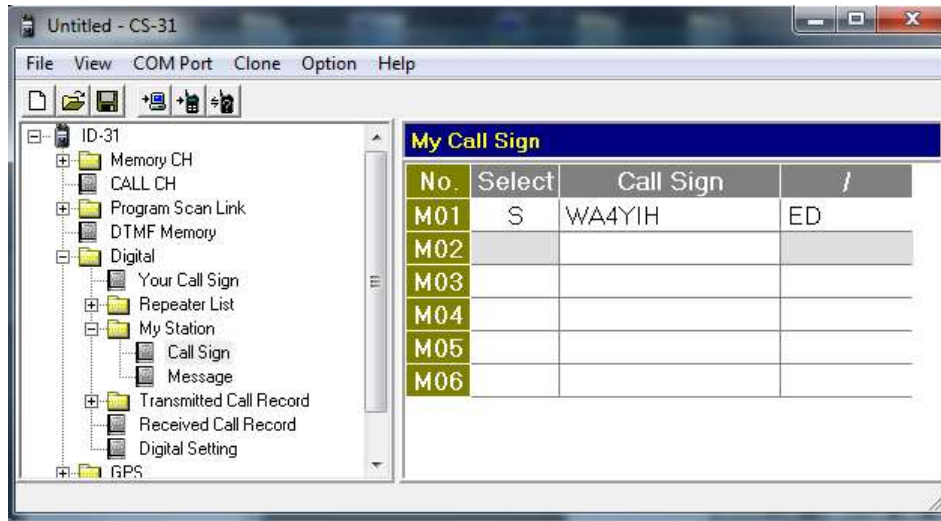 Untitled - CS-31
File View COM Port Clone Option Help
ID-31
Memory CH
CALL CH
Program Scan Link
DTMF Memory
Digital
Your Call Sign
Repeater List
My Station
Call Sign
Message
Transmitted Call Record
Received Call Record
Digital Setting
GPS
My Call Sign
No. Select Call Sign /
M01 S WA4YIH ED
M02
M03
M04
M05
M06